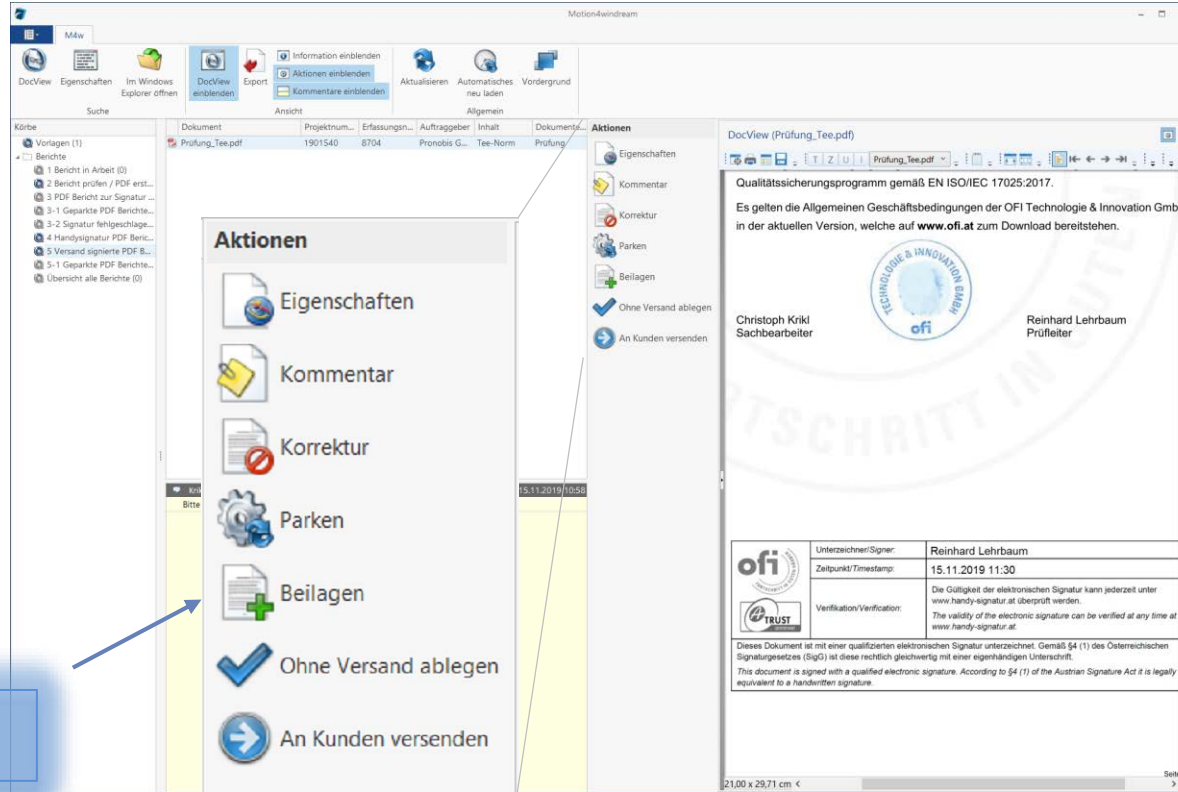 Motion4windream
M4w
DocView
Eigenschaften
Im Windows
Explorer öffnen
Suche
DocView
einblenden
Export
Information einblenden
Aktionen einblenden
Kommentare einblenden
Ansicht
Aktualisieren
Automatisches
neu laden
Vordergrund
Allgemein
Körbe
Vorlagen (1)
Berichte
1 Bericht in Arbeit (0)
2 Bericht prüfen / PDF erst...
3 PDF Bericht zur Signatur ...
3-1 Geparkte PDF Berichte...
3-2 Signatur fehlgeschlage...
4 Handysignatur PDF Beric...
5 Versand signierte PDF B...
5-1 Geparkte PDF Berichte...
Übersicht alle Berichte (0)
Dokument Projektnum... Erfassungsn... Auftraggeber Inhalt Dokumente...
Prüfung_Tee.pdf 1901540 8704 Pronobis G... Tee-Norm Prüfung
15.11.2019 10:58
Bitte
Aktionen
Eigenschaften
Kommentar
Korrektur
Parken
Beilagen
Ohne Versand ablegen
An Kunden versenden
Aktionen
Eigenschaften
Kommentar
Korrektur
Parken
Beilagen
Ohne Versand ablegen
An Kunden versenden
DocView (Prüfung_Tee.pdf)
T Z U I Prüfung_Tee.pdf
Qualitätssicherungsprogramm gemäß EN ISO/IEC 17025:2017.
Es gelten die Allgemeinen Geschäftsbedingungen der OFI Technologie & Innovation Gmb
in der aktuellen Version, welche auf www.ofi.at zum Download bereitstehen.
TECHNOLOGIE & INNOVATION GMBH
ofi
Christoph Krikl
Sachbearbeiter
Reinhard Lehrbaum
Prüfleiter
FORTSCHRITT IN GUTEN
ofi
A TRUST
Unterzeichner/Signer: Reinhard Lehrbaum
Zeitpunkt/Timestamp: 15.11.2019 11:30
Verifikation/Verification:
Die Gültigkeit der elektronischen Signatur kann jederzeit unter
www.handy-signatur.at überprüft werden.
The validity of the electronic signature can be verified at any time at
www.handy-signatur.at.
Dieses Dokument ist mit einer qualifizierten elektronischen Signatur unterzeichnet. Gemäß §4 (1) des Österreichischen
Signaturgesetzes (SigG) ist diese rechtlich gleichwertig mit einer eigenhändigen Unterschrift.
This document is signed with a qualified electronic signature. According to §4 (1) of the Austrian Signature Act it is legally
equivalent to a handwritten signature.
Seite
21,00 x 29,71 cm